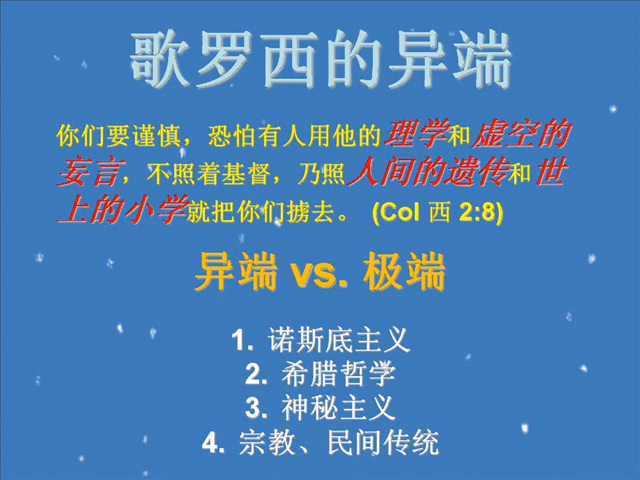 歌罗西的异端
你们要谨慎，恐怕有人用他的理学和虚空的
妄言，不照着基督，乃照人间的遗传和世
上的小学就把你们掳去。 (Col 西 2:8)
异端 vs. 极端
1. 诺斯底主义
2. 希腊哲学
3. 神秘主义
4. 宗教、民间传统